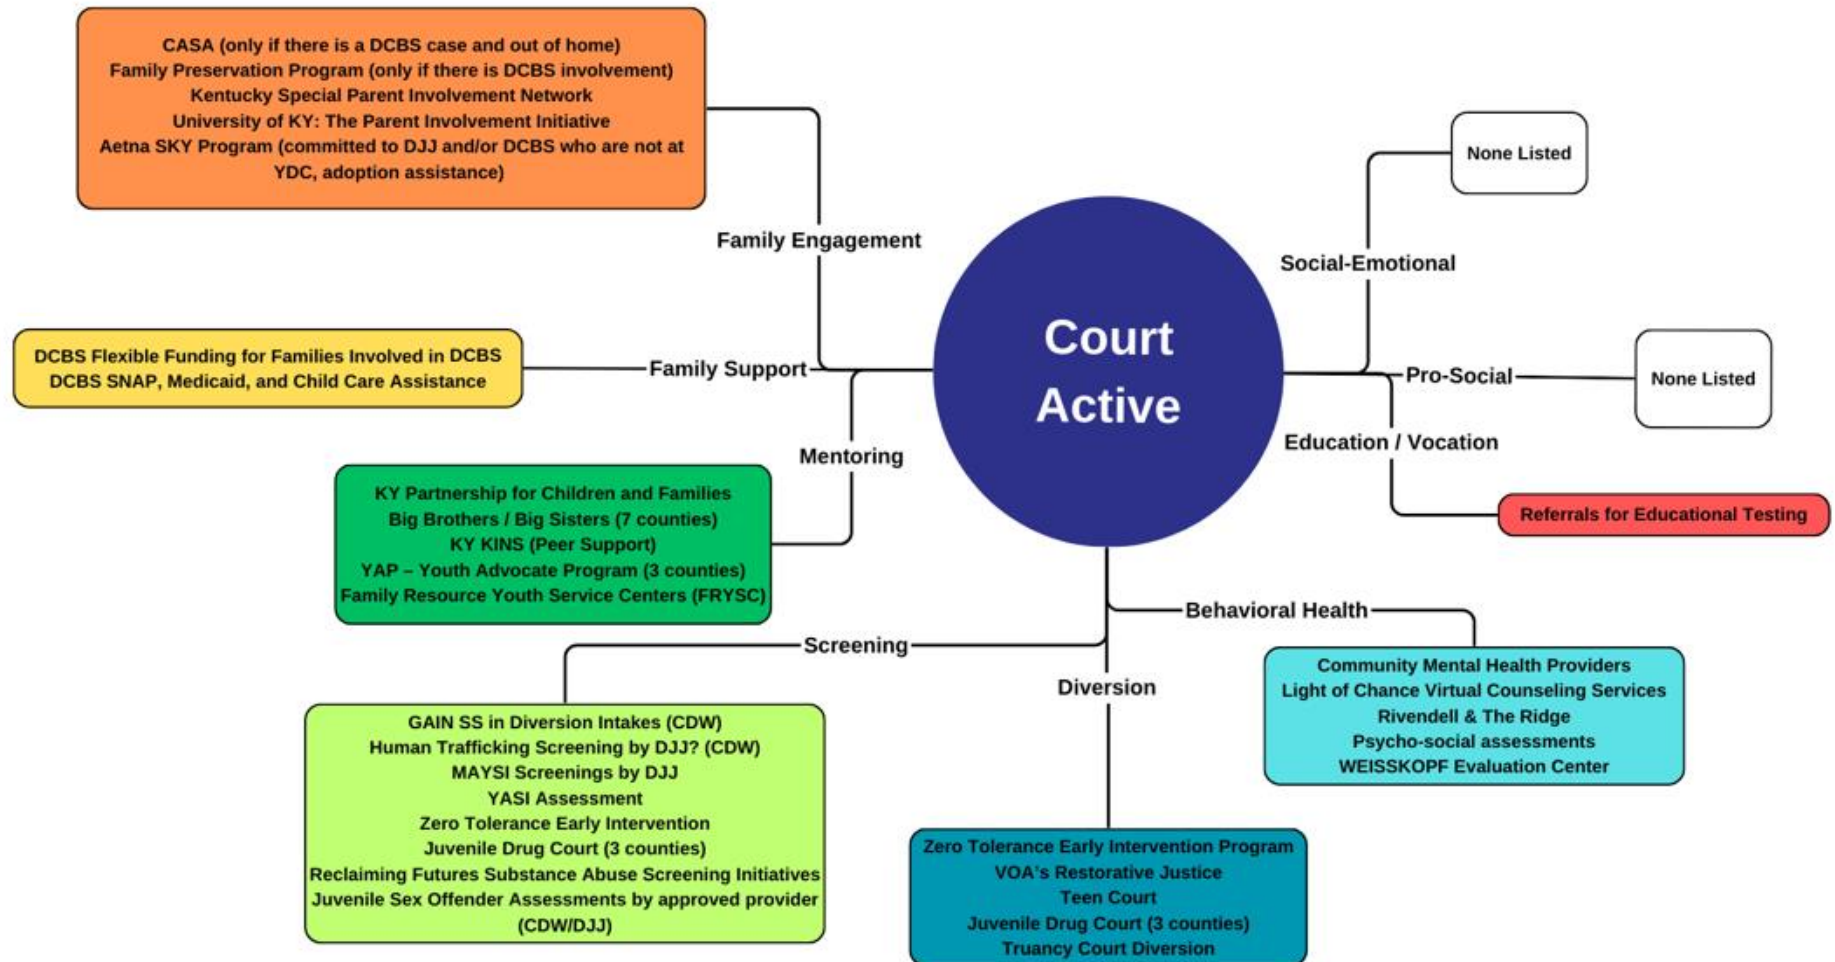 CASA (only if there is a DCBS case and out of home)
Family Preservation Program (only if there is DCBS involvement)
Kentucky Special Parent Involvement Network
University of KY: The Parent Involvement Initiative
Aetna SKY Program (committed to DJJ and/or DCBS who are not at
YDC, adoption assistance)
Family Engagement
DCBS Flexible Funding for Families Involved in DCBS
DCBS SNAP, Medicaid, and Child Care Assistance
Family Support
Mentoring
KY Partnership for Children and Families
Big Brothers / Big Sisters (7 counties)
KY KINS (Peer Support)
YAP – Youth Advocate Program (3 counties)
Family Resource Youth Service Centers (FRYSC)
Court
Active
None Listed
Social-Emotional
Pro-Social
None Listed
Education / Vocation
Referrals for Educational Testing
Screening
GAIN SS in Diversion Intakes (CDW)
Human Trafficking Screening by DJJ? (CDW)
MAYSI Screenings by DJJ
YASI Assessment
Zero Tolerance Early Intervention
Juvenile Drug Court (3 counties)
Reclaiming Futures Substance Abuse Screening Initiatives
Juvenile Sex Offender Assessments by approved provider
(CDW/DJJ)
Diversion
Zero Tolerance Early Intervention Program
VOA's Restorative Justice
Teen Court
Juvenile Drug Court (3 counties)
Truancy Court Diversion
Behavioral Health
Community Mental Health Providers
Light of Chance Virtual Counseling Services
Rivendell & The Ridge
Psycho-social assessments
WEISSKOPF Evaluation Center